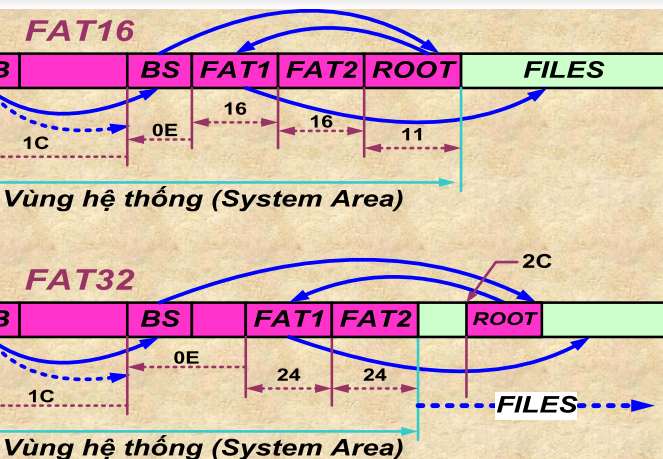 FAT16
B BS FAT1 FAT2 ROOT FILES
1C 0E 16 16 11
Vùng hệ thống (System Area)
FAT32
2C
B BS FAT1 FAT2 ROOT
1C 0E 24 24
FILES
Vùng hệ thống (System Area)